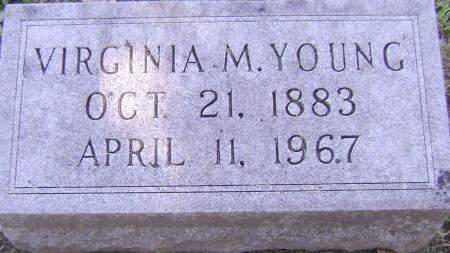 VIRGINIA M. YOUNG
OCT. 21, 1883
APRIL 11, 1967